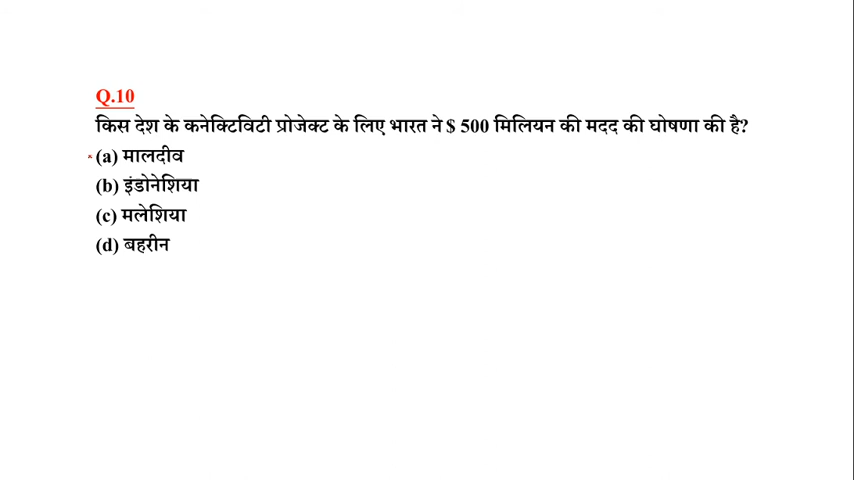 Q.10
किस देश के कनेक्टिविटी प्रोजेक्ट के लिए भारत ने $ 500 मिलियन की मदद की घोषणा की है?
(a) मालदीव
(b) इंडोनेशिया
(c) मलेशिया
(d) बहरीन